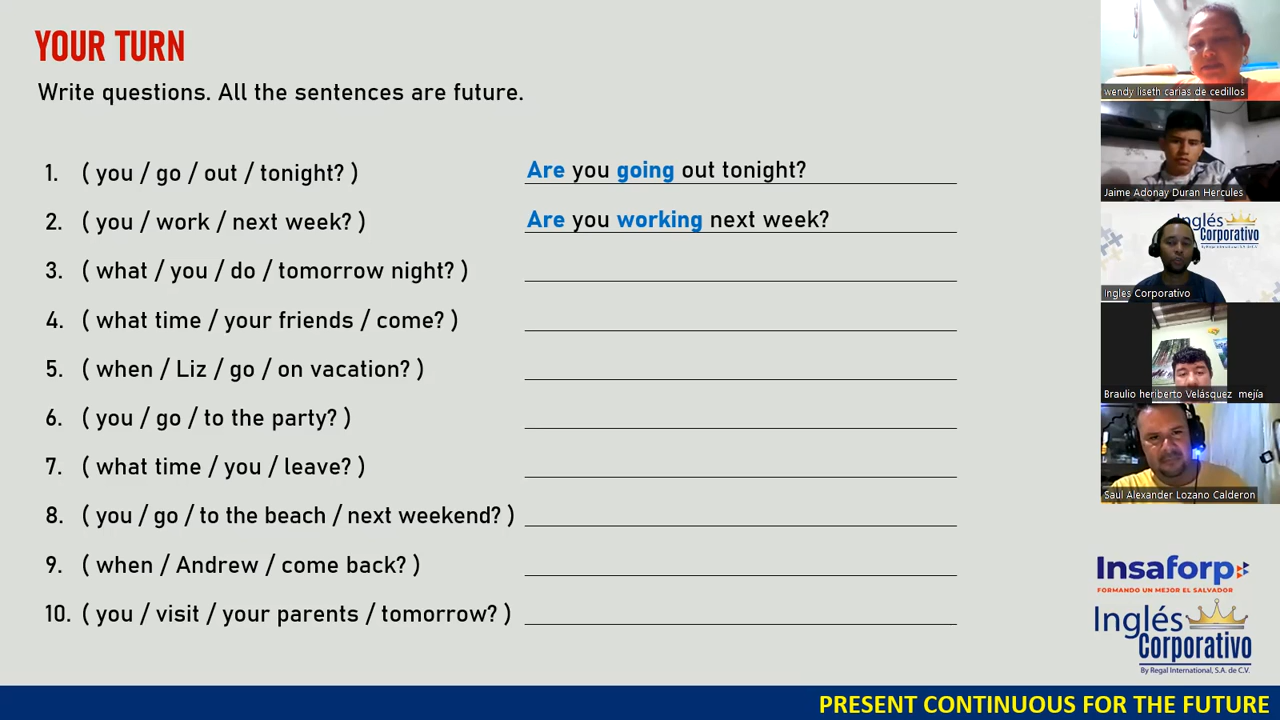 YOUR TURN
Write questions. All the sentences are future.
1. ( you / go / out / tonight? ) Are you going out tonight?
2. ( you / work / next week? ) Are you working next week?
3. ( what / you / do / tomorrow night? )
4. ( what time / your friends / come? )
5. ( when / Liz / go / on vacation? )
6. ( you / go / to the party? )
7. ( what time / you / leave? )
8. ( you / go / to the beach / next weekend? )
9. ( when / Andrew / come back? )
10. ( you / visit / your parents / tomorrow? )
wendy liseth carias de cedillos
Jaime Adonay Duran Hercules
Inglés
Corporativo
Ingles Corporativo
Braulio heriberto Velásquez mejía
Saul Alexander Lozano Calderon
Insaforp
FORMANDO UN MEJOR EL SALVADOR
Inglés
Corporativo
By Regal International, S.A. de C.V.
PRESENT CONTINUOUS FOR THE FUTURE